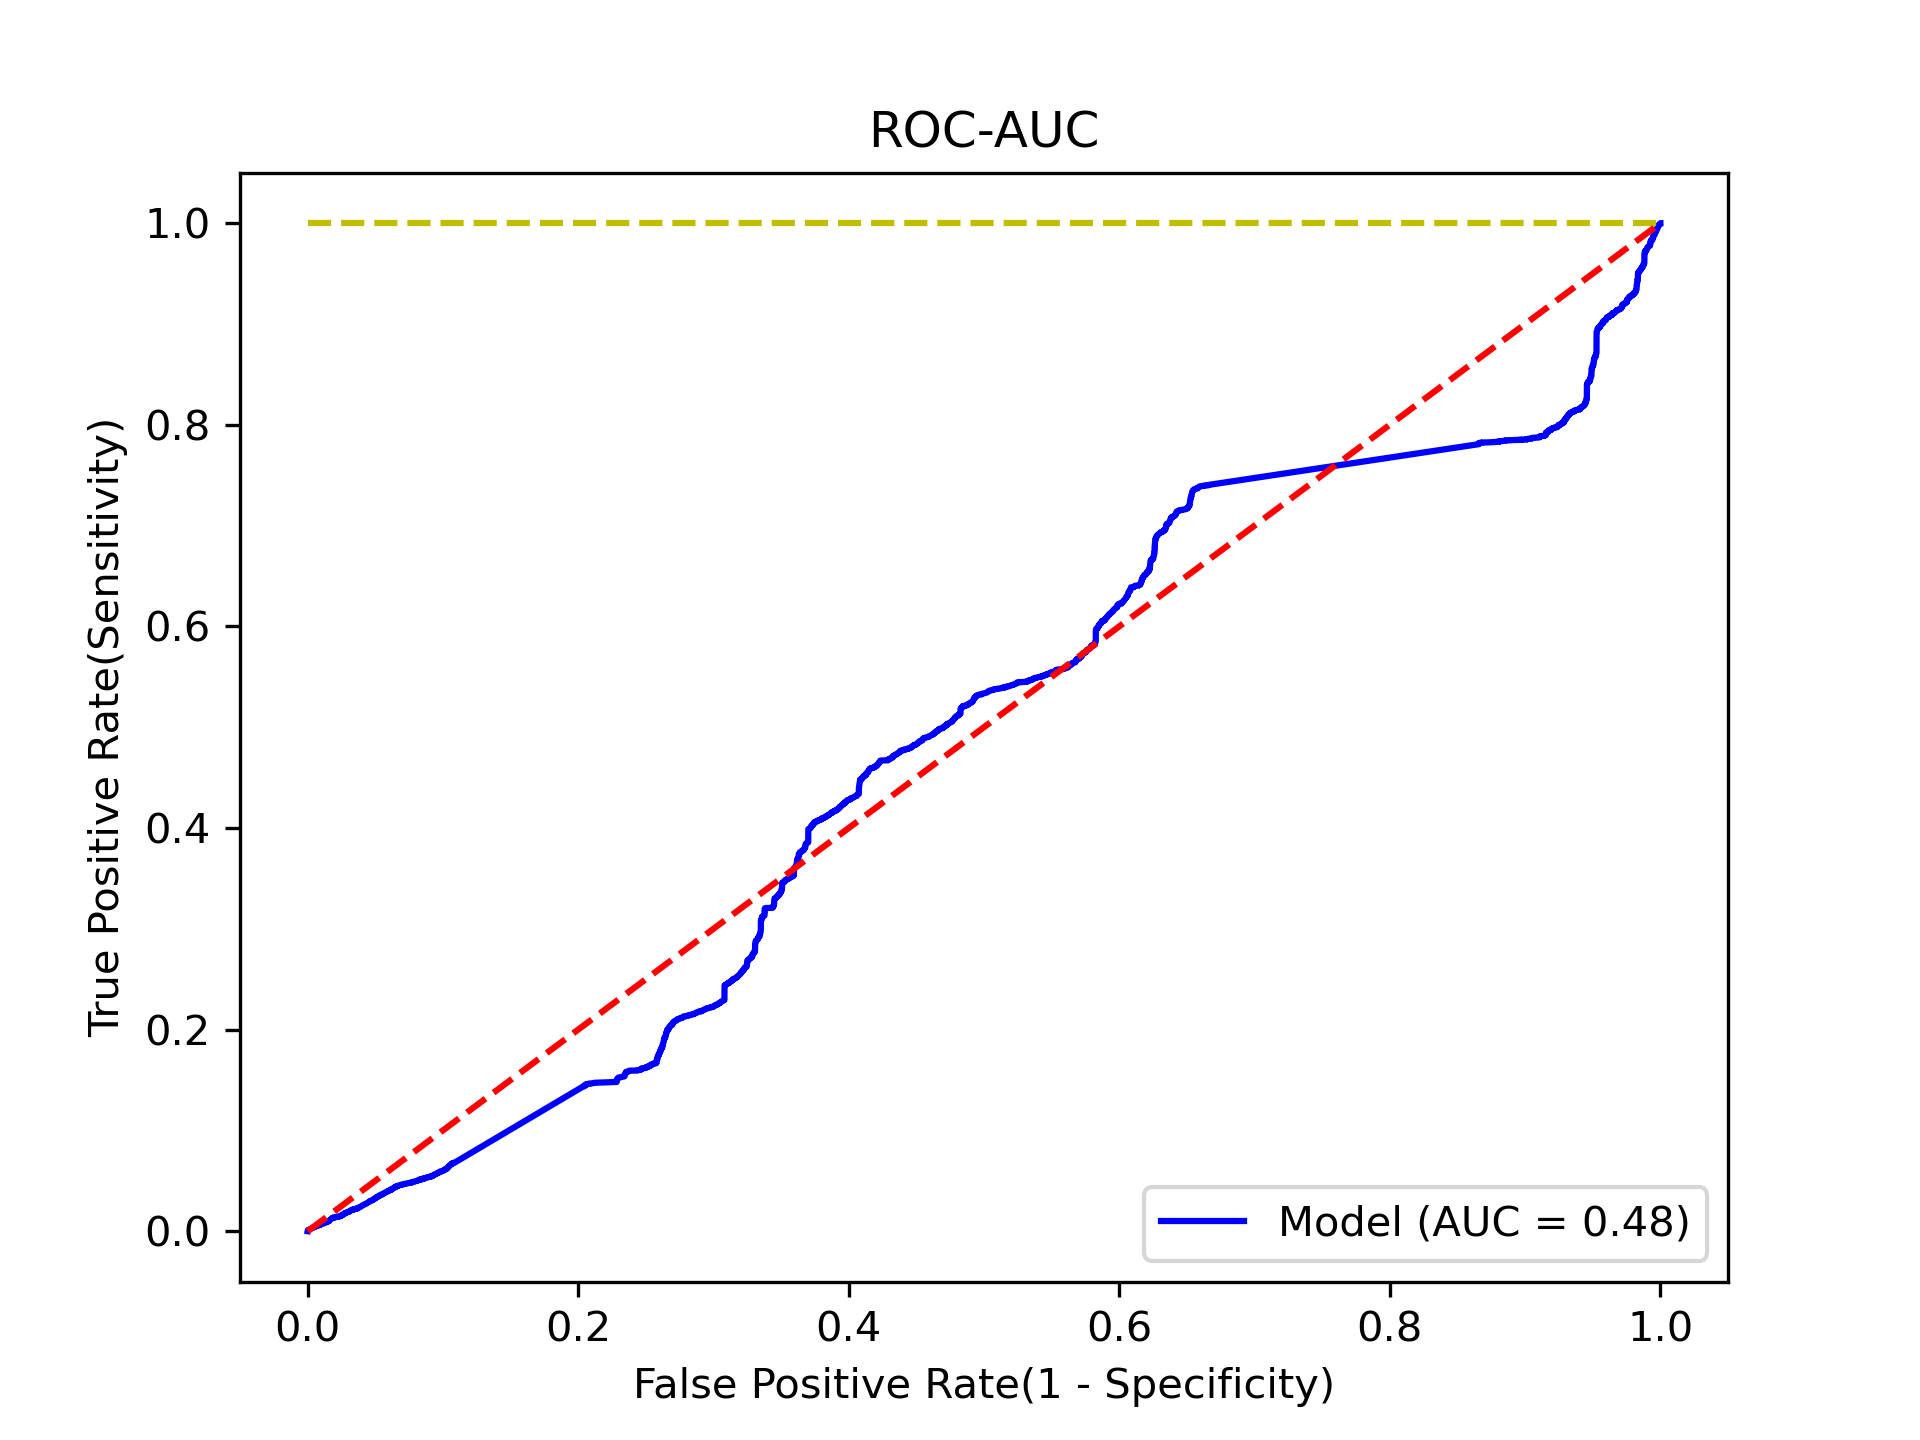 ROC-AUC
1.0
0.8
0.6
0.4
0.2
0.0
True Positive Rate(Sensitivity)
Model (AUC = 0.48)
0.0 0.2 0.4 0.6 0.8 1.0
False Positive Rate(1 - Specificity)